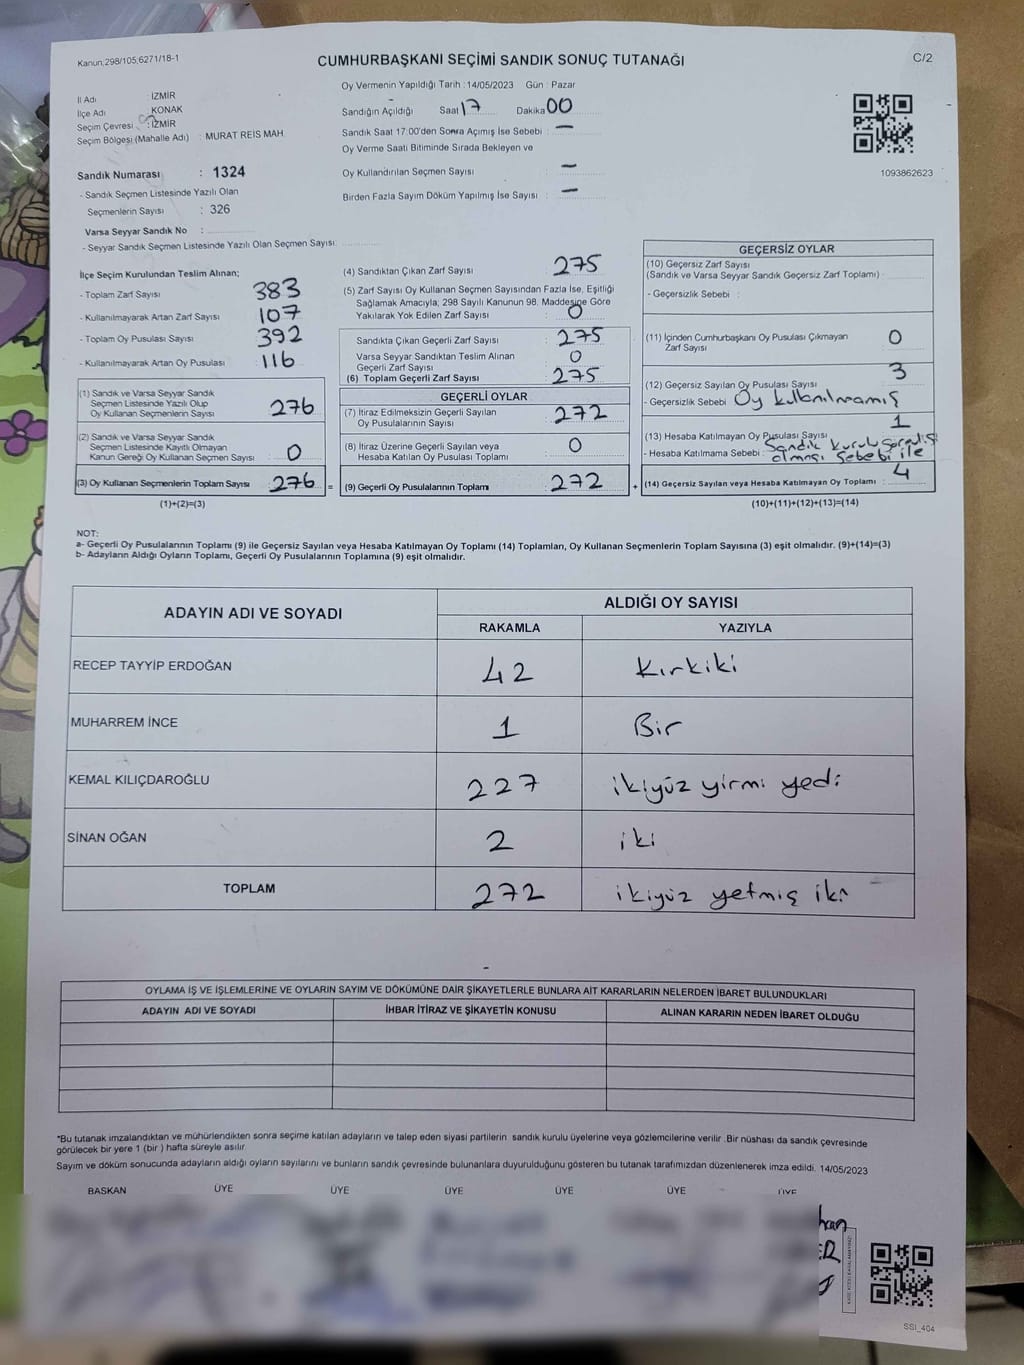 Kanun;298/105;6271/18-1
CUMHURBAŞKANI SEÇİMİ SANDIK SONUÇ TUTANAĞI
C/2
Oy Vermenin Yapıldığı Tarih : 14/05/2023 Gün : Pazar
İl Adı : İZMİR
İlçe Adı : KONAK
Seçim Çevresi : İZMİR
Seçim Bölgesi (Mahalle Adı) : MURAT REİS MAH.
Sandığın Açıldığı Saat 17 Dakika 00
Sandık Saat 17:00'den Sonra Açımış İse Sebebi : —
Oy Verme Saati Bitiminde Sırada Bekleyen ve
Oy Kullandırılan Seçmen Sayısı : —
Birden Fazla Sayım Döküm Yapılmış İse Sayısı : —
1093862623
Sandık Numarası : 1324
- Sandık Seçmen Listesinde Yazılı Olan
Seçmenlerin Sayısı : 326
Varsa Seyyar Sandık No :
- Seyyar Sandık Seçmen Listesinde Yazılı Olan Seçmen Sayısı:
İlçe Seçim Kurulundan Teslim Alınan;
- Toplam Zarf Sayısı 383
- Kullanılmayarak Artan Zarf Sayısı 107
- Toplam Oy Pusulası Sayısı 392
- Kullanılmayarak Artan Oy Pusulası 116
(1) Sandık ve Varsa Seyyar Sandık
Seçmen Listesinde Yazılı Olup
Oy Kullanan Seçmenlerin Sayısı : 276
(2) Sandık ve Varsa Seyyar Sandık
Seçmen Listesinde Kayıtlı Olmayan
Kanun Gereği Oy Kullanan Seçmen Sayısı : 0
(3) Oy Kullanan Seçmenlerin Toplam Sayısı : 276 =
(1)+(2)=(3)
(4) Sandıktan Çıkan Zarf Sayısı 275
(5) Zarf Sayısı Oy Kullanan Seçmen Sayısından Fazla İse, Eşitliği
Sağlamak Amacıyla; 298 Sayılı Kanunun 98. Maddesine Göre
Yakılarak Yok Edilen Zarf Sayısı : 0
Sandıkta Çıkan Geçerli Zarf Sayısı : 275
Varsa Seyyar Sandıktan Teslim Alınan
Geçerli Zarf Sayısı : 0
(6) Toplam Geçerli Zarf Sayısı : 275
GEÇERLİ OYLAR
(7) İtiraz Edilmeksizin Geçerli Sayılan
Oy Pusulasının Sayısı : 272
(8) İtiraz Üzerine Geçerli Sayılan veya
Hesaba Katılan Oy Pusulası Toplamı : 0
(9) Geçerli Oy Pusulalarının Toplamı : 272 +
GEÇERSİZ OYLAR
(10) Geçersiz Zarf Sayısı
(Sandık ve Varsa Seyyar Sandık Geçersiz Zarf Toplamı) :
- Geçersizlik Sebebi :
(11) İçinden Cumhurbaşkanı Oy Pusulası Çıkmayan
Zarf Sayısı 0
(12) Geçersiz Sayılan Oy Pusulası Sayısı 3
- Geçersizlik Sebebi Oy kullanılmamış
(13) Hesaba Katılmayan Oy Pusulası Sayısı 1
- Hesaba Katılmama Sebebi : Sandık kurulu
olması sebebi ile
(14) Geçersiz Sayılan veya Hesaba Katılmayan Oy Toplamı : 4
(10)+(11)+(12)+(13)=(14)
NOT:
a- Geçerli Oy Pusulasının Toplamı (9) ile Geçersiz Sayılan veya Hesaba Katılmayan Oy Toplamı (14) Toplamları, Oy Kullanan Seçmenlerin Toplam Sayısına (3) eşit olmalıdır. (9)+(14)=(3)
b- Adayların Aldığı Oyların Toplamı, Geçerli Oy Pusulalarının Toplamına (9) eşit olmalıdır.
ADAYIN ADI VE SOYADI
ALDIĞI OY SAYISI
RAKAMLA YAZIYLA
RECEP TAYYİP ERDOĞAN 42 Kırkiki
MUHARREM İNCE 1 Bir
KEMAL KILIÇDAROĞLU 227 ikiyüz yirmi yedi
SİNAN OĞAN 2 iki
TOPLAM 272 ikiyüz yetmiş iki
OYLAMA İŞ VE İŞLEMLERİNE VE OYLARIN SAYIM VE DÖKÜMÜNE DAİR ŞİKAYETLERLE BUNLARA AİT KARARLARIN NELERDEN İBARET BULUNDUKLARI
ADAYIN ADI VE SOYADI İHBAR İTİRAZ VE ŞİKAYETİN KONUSU ALINAN KARARIN NEDEN İBARET OLDUĞU
*Bu tutanak imzalandıktan ve mühürlendikten sonra seçime katılan adayların ve talep eden siyasi partilerin sandık kurulu üyelerine veya gözlemcilerine verilir .Bir nüshası da sandık çevresinde
görülecek bir yere 1 (bir ) hafta süreyle asılır.
Sayım ve döküm sonucunda adayların aldığı oyların sayılarını ve bunların sandık çevresinde bulunanlara duyurulduğunu gösteren bu tutanak tarafımızdan düzenlenerek imza edildi. 14/05/2023
BAŞKAN ÜYE ÜYE ÜYE ÜYE ÜYE ÜYE
SSI_404